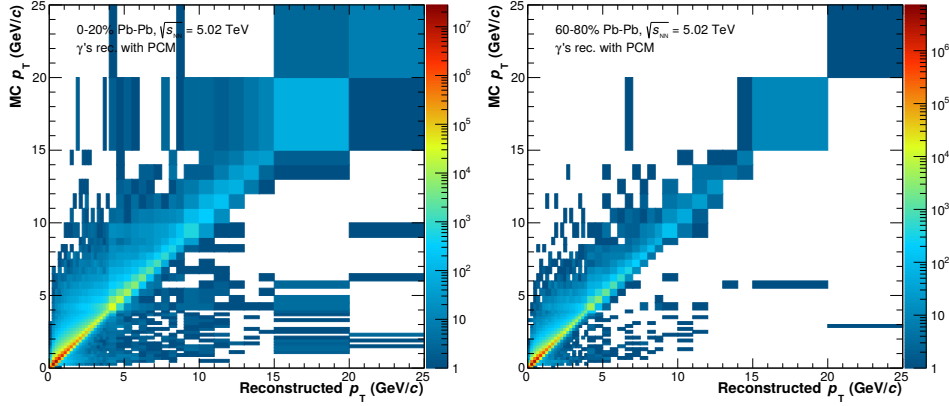 0-20% Pb-Pb, √s_NN = 5.02 TeV
γ's rec. with PCM
MC p_T (GeV/c)
25
20
15
10
5
0
0 5 10 15 20 25
Reconstructed p_T (GeV/c)
10^7
10^6
10^5
10^4
10^3
10^2
10
1
60-80% Pb-Pb, √s_NN = 5.02 TeV
γ's rec. with PCM
MC p_T (GeV/c)
25
20
15
10
5
0
0 5 10 15 20 25
Reconstructed p_T (GeV/c)
10^6
10^5
10^4
10^3
10^2
10
1